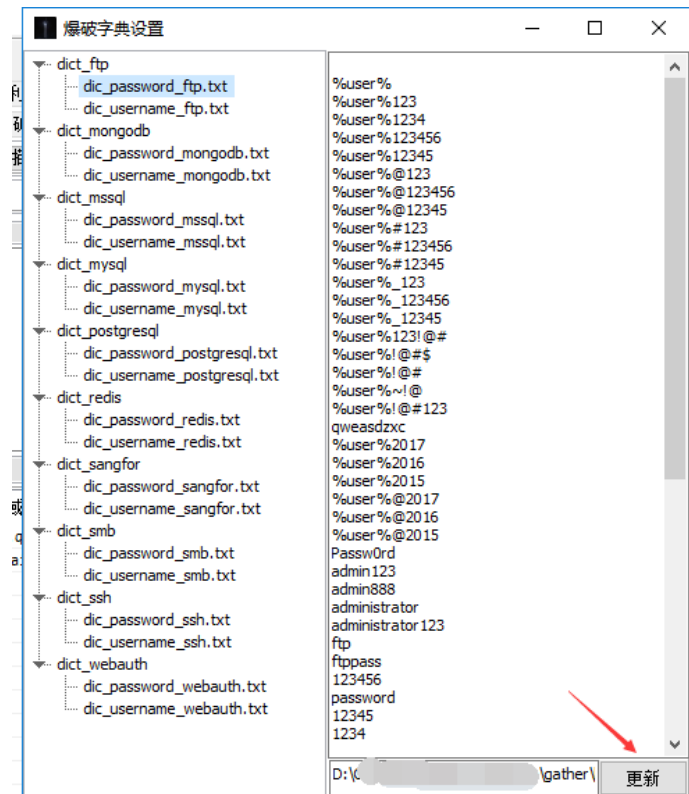 爆破字典设置
dict_ftp
dic_password_ftp.txt
dic_username_ftp.txt
dict_mongodb
dic_password_mongodb.txt
dic_username_mongodb.txt
dict_mssql
dic_password_mssql.txt
dic_username_mssql.txt
dict_mysql
dic_password_mysql.txt
dic_username_mysql.txt
dict_postgresql
dic_password_postgresql.txt
dic_username_postgresql.txt
dict_redis
dic_password_redis.txt
dic_username_redis.txt
dict_sangfor
dic_password_sangfor.txt
dic_username_sangfor.txt
dict_smb
dic_password_smb.txt
dic_username_smb.txt
dict_ssh
dic_password_ssh.txt
dic_username_ssh.txt
dict_webauth
dic_password_webauth.txt
dic_username_webauth.txt
%user%
%user%123
%user%1234
%user%123456
%user%12345
%user%@123
%user%@123456
%user%@12345
%user%#123
%user%#123456
%user%#12345
%user%_123
%user%_123456
%user%_12345
%user%123!@#
%user%!@#$
%user%!@#
%user%~!@
%user%!@#123
qweasdzxc
%user%2017
%user%2016
%user%2015
%user%@2017
%user%@2016
%user%@2015
Passw0rd
admin123
admin888
administrator
administrator123
ftp
ftppass
123456
password
12345
1234
D:\ \gather\
更新